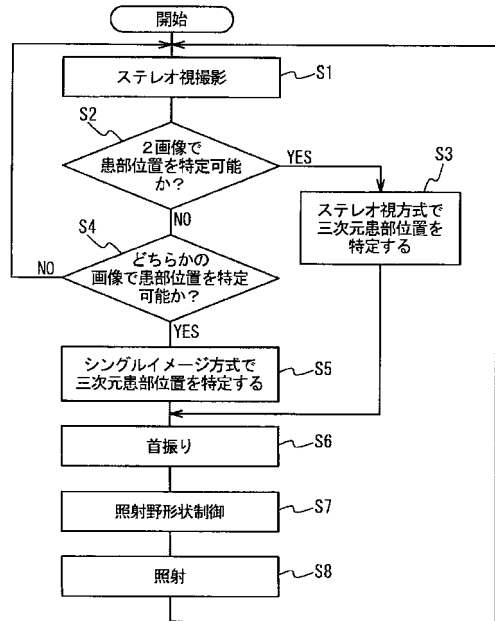 開始
ステレオ視撮影
S1
S2
2画像で
患部位置を特定可能
か?
YES
S3
ステレオ視方式で
三次元患部位置を
特定する
NO
S4
どちらかの
画像で患部位置を特定
可能か?
NO
YES
シングルイメージ方式で
三次元患部位置を特定する
S5
首振り
S6
照射野形状制御
S7
照射
S8